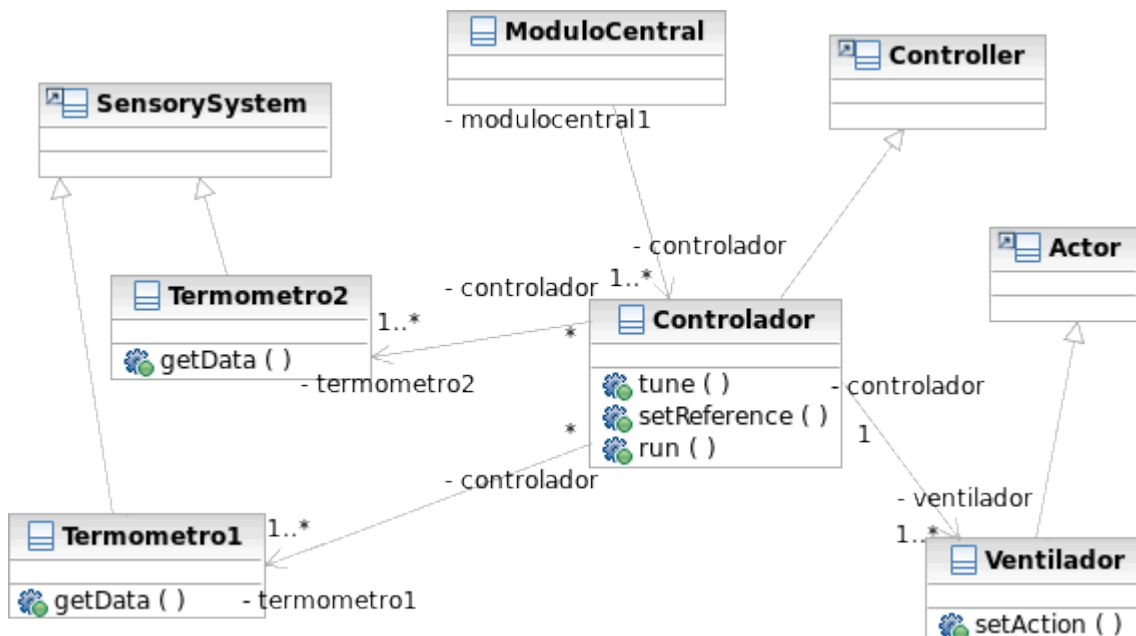 ModuloCentral
- modulocentral1
Controller
SensorySystem
- controlador
1..*
Actor
Termometro2
getData ( )
- controlador
1..*
*
- termometro2
Controlador
tune ( )
setReference ( )
run ( )
- controlador
1
*
- controlador
- ventilador
1..*
Termometro1
getData ( )
1..*
- termometro1
Ventilador
setAction ( )